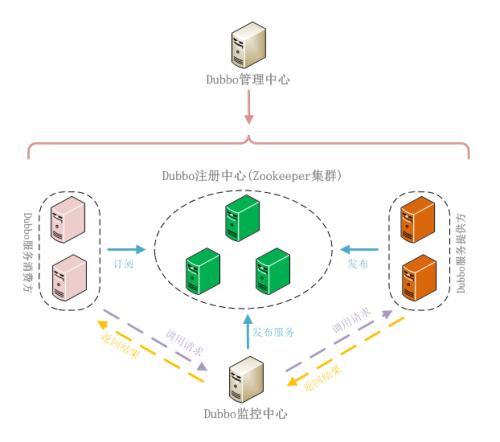 Dubbo管理中心
Dubbo注册中心(Zookeeper集群)
Dubbo服务消费方
订阅
发布
Dubbo服务提供方
发布服务
调用请求
返回结果
调用请求
返回结果
Dubbo监控中心